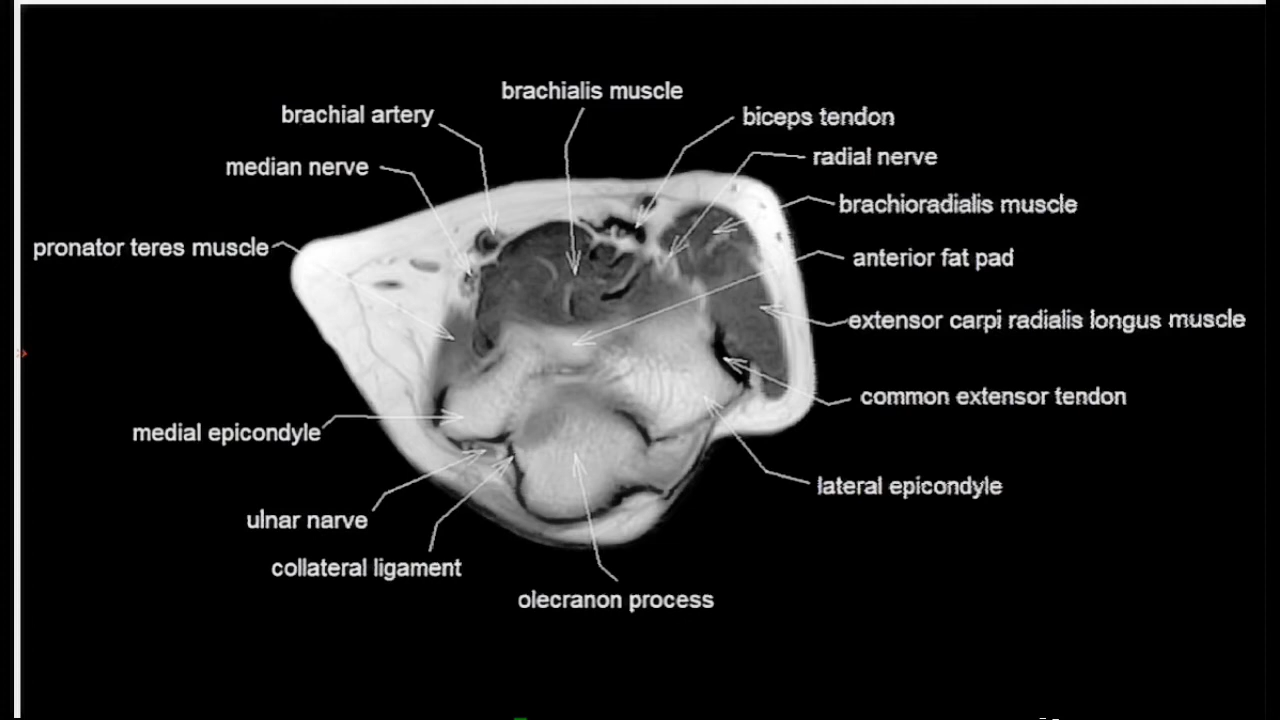 brachialis muscle
brachial artery
biceps tendon
median nerve
radial nerve
brachioradialis muscle
pronator teres muscle
anterior fat pad
extensor carpi radialis longus muscle
common extensor tendon
medial epicondyle
lateral epicondyle
ulnar narve
collateral ligament
olecranon process